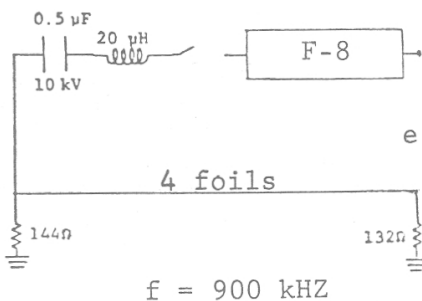 0.5 µF
20 µH
F-8
10 kV
e
4 foils
144Ω
132Ω
f = 900 kHZ